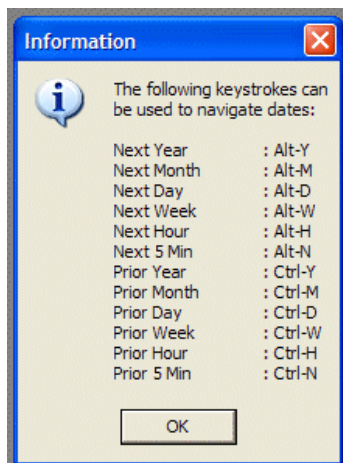 Information
The following keystrokes can
be used to navigate dates:
Next Year : Alt-Y
Next Month : Alt-M
Next Day : Alt-D
Next Week : Alt-W
Next Hour : Alt-H
Next 5 Min : Alt-N
Prior Year : Ctrl-Y
Prior Month : Ctrl-M
Prior Day : Ctrl-D
Prior Week : Ctrl-W
Prior Hour : Ctrl-H
Prior 5 Min : Ctrl-N
OK